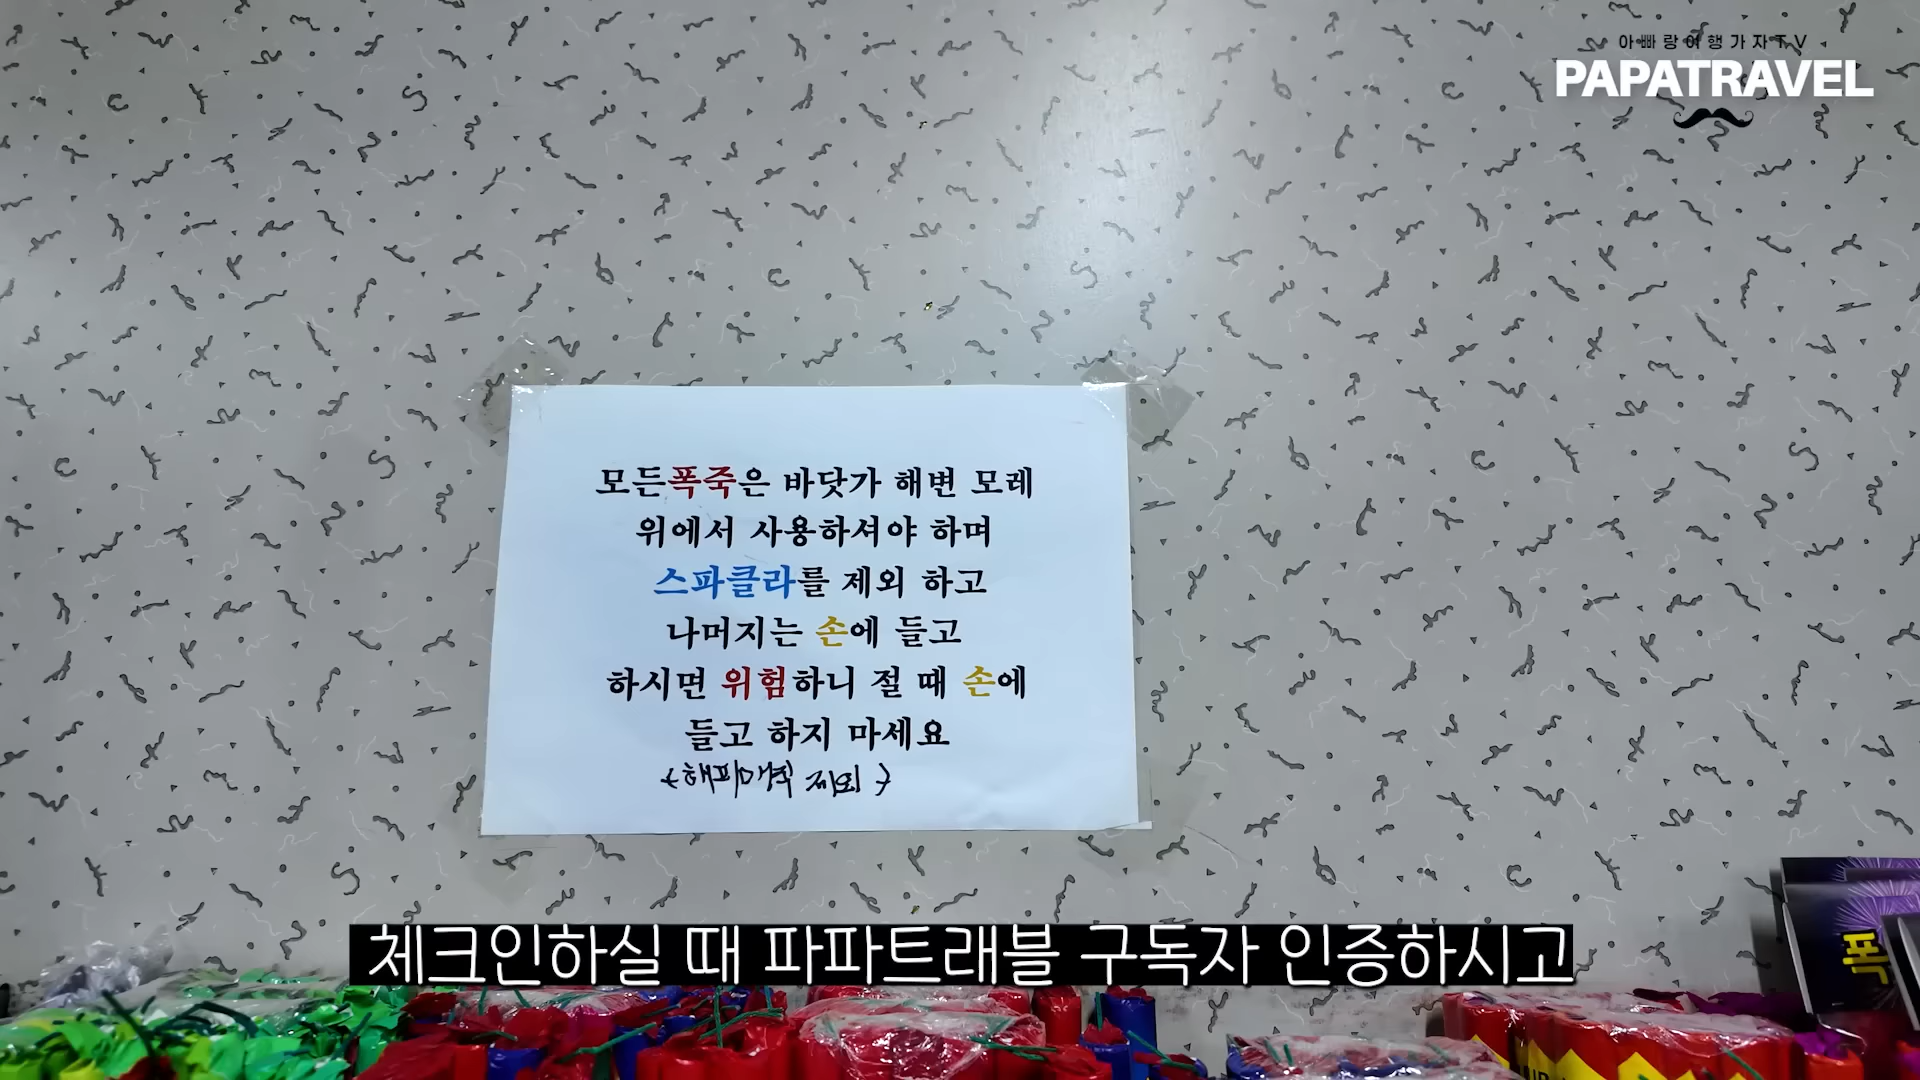 아빠랑여행가자TV
PAPATRAVEL
모든폭죽은 바닷가 해변 모레
위에서 사용하셔야 하며
스파클라를 제외 하고
나머지는 손에 들고
하시면 위험하니 절 때 손에
들고 하지 마세요
제외
폭
체크인하실 때 파파트래블 구독자 인증하시고